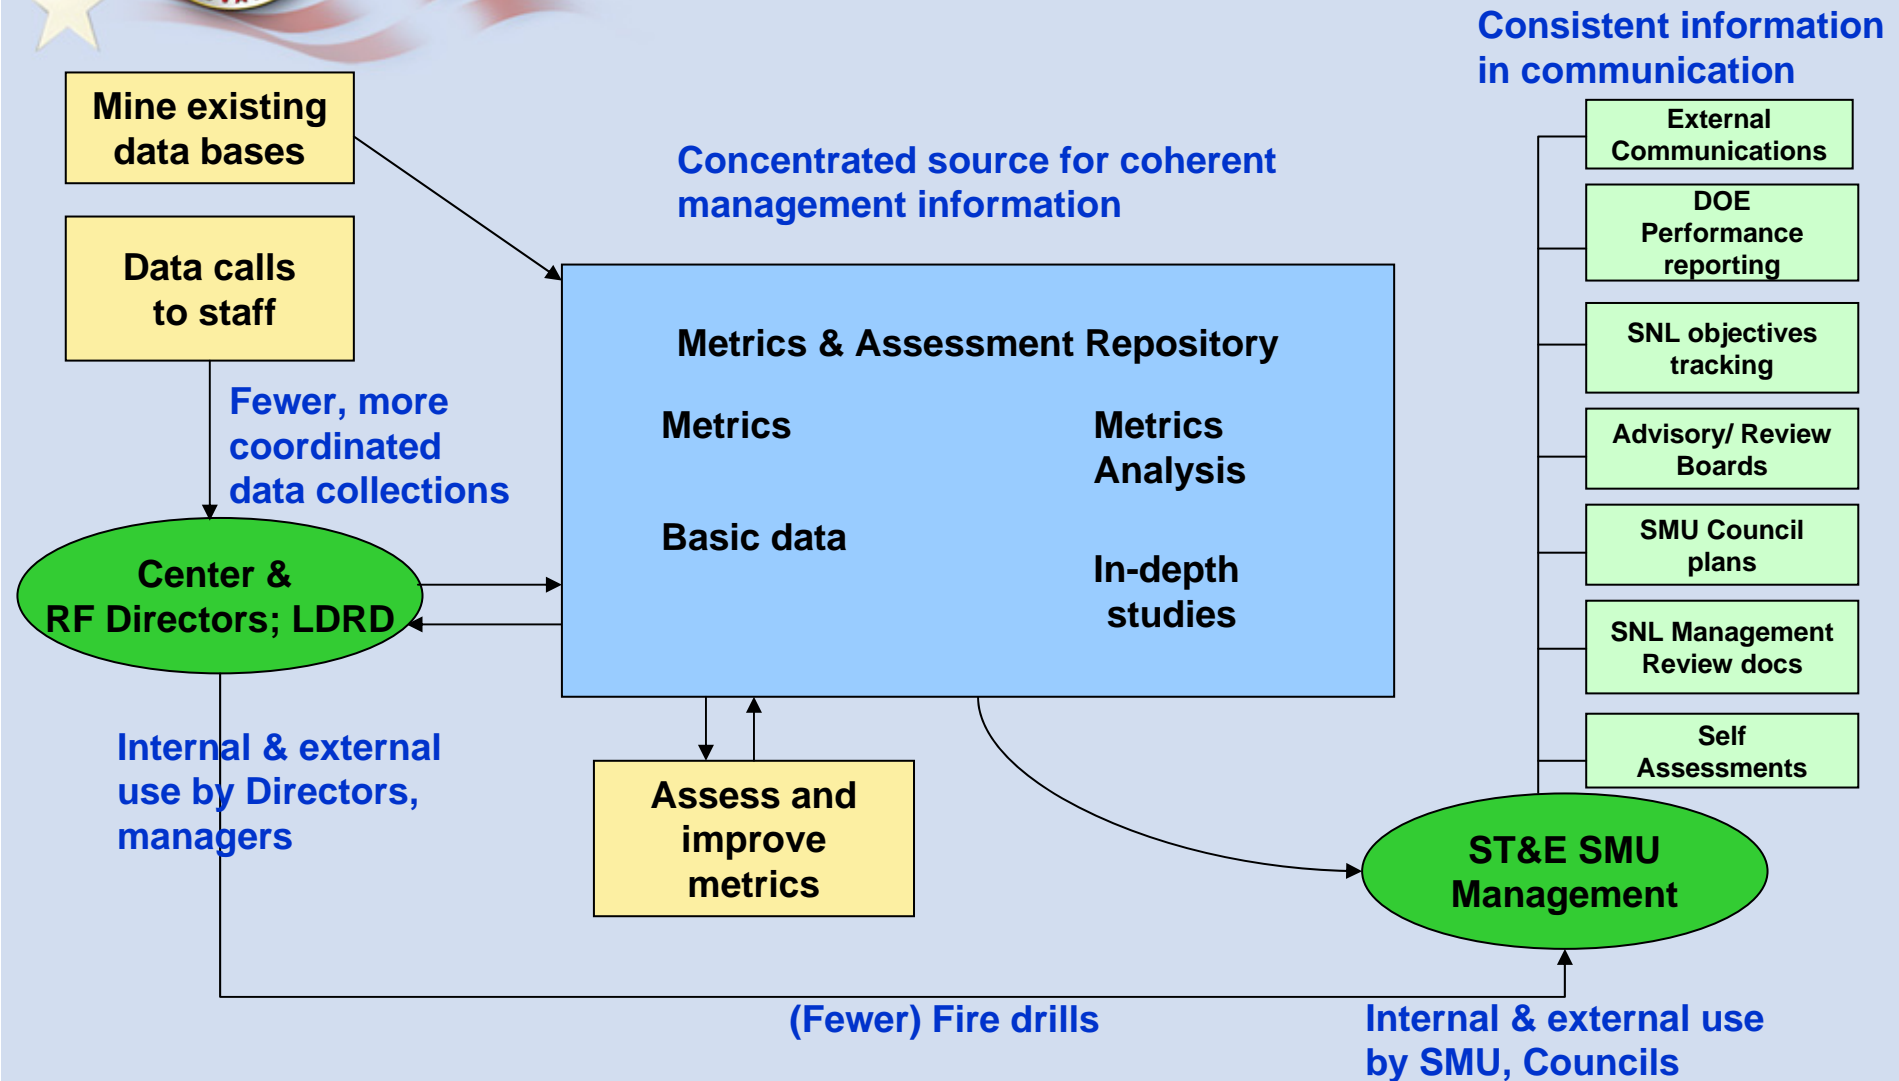 Consistent information
in communication
Mine existing
data bases
Data calls
to staff
Fewer, more
coordinated
data collections
Center &
RF Directors; LDRD
Internal & external
use by Directors,
managers
Concentrated source for coherent
management information
Metrics & Assessment Repository
Metrics
Basic data
Metrics
Analysis
In-depth
studies
Assess and
improve
metrics
(Fewer) Fire drills
External
Communications
DOE
Performance
reporting
SNL objectives
tracking
Advisory/ Review
Boards
SMU Council
plans
SNL Management
Review docs
Self
Assessments
ST&E SMU
Management
Internal & external use
by SMU, Councils